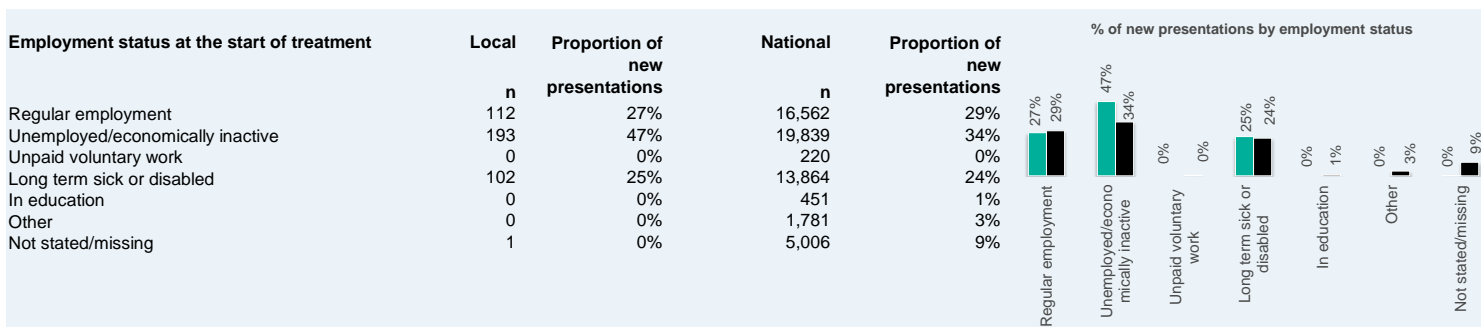 Employment status at the start of treatment Local Proportion of new presentations National Proportion of new presentations
n n
Regular employment 112 27% 16,562 29%
Unemployed/economically inactive 193 47% 19,839 34%
Unpaid voluntary work 0 0% 220 0%
Long term sick or disabled 102 25% 13,864 24%
In education 0 0% 451 1%
Other 0 0% 1,781 3%
Not stated/missing 1 0% 5,006 9%
% of new presentations by employment status
27% 29% 47% 34% 0% 0% 25% 24% 0% 1% 0% 3% 0% 9%
Regular employment
Unemployed/econo
mically inactive
Unpaid voluntary
work
Long term sick or
disabled
In education
Other
Not stated/missing